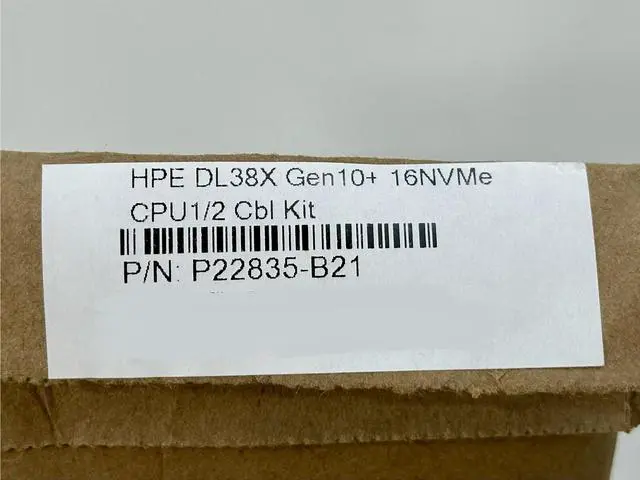 HPE DL38X Gen10+ 16NVMe
CPU1/2 Cbl Kit
P/N: P22835-B21